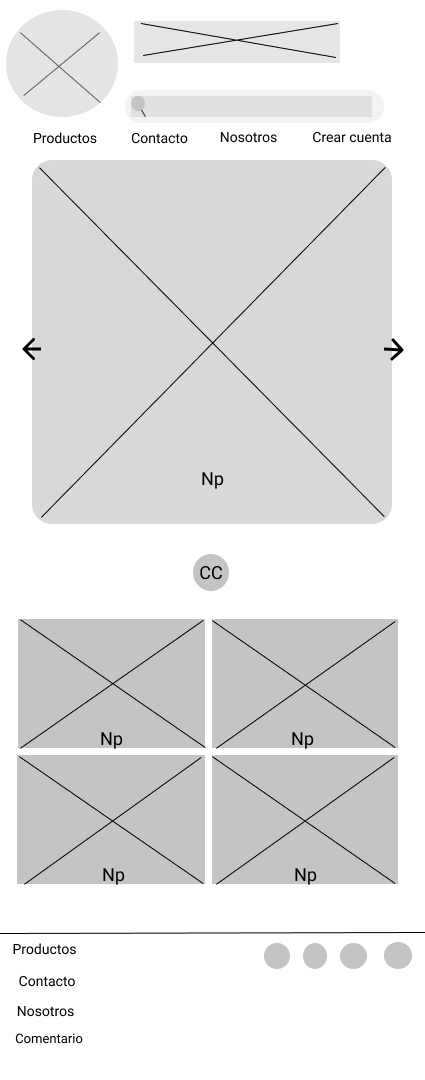 Productos Contacto Nosotros Crear cuenta
Np
CC
Np Np
Np Np
Productos
Contacto
Nosotros
Comentario